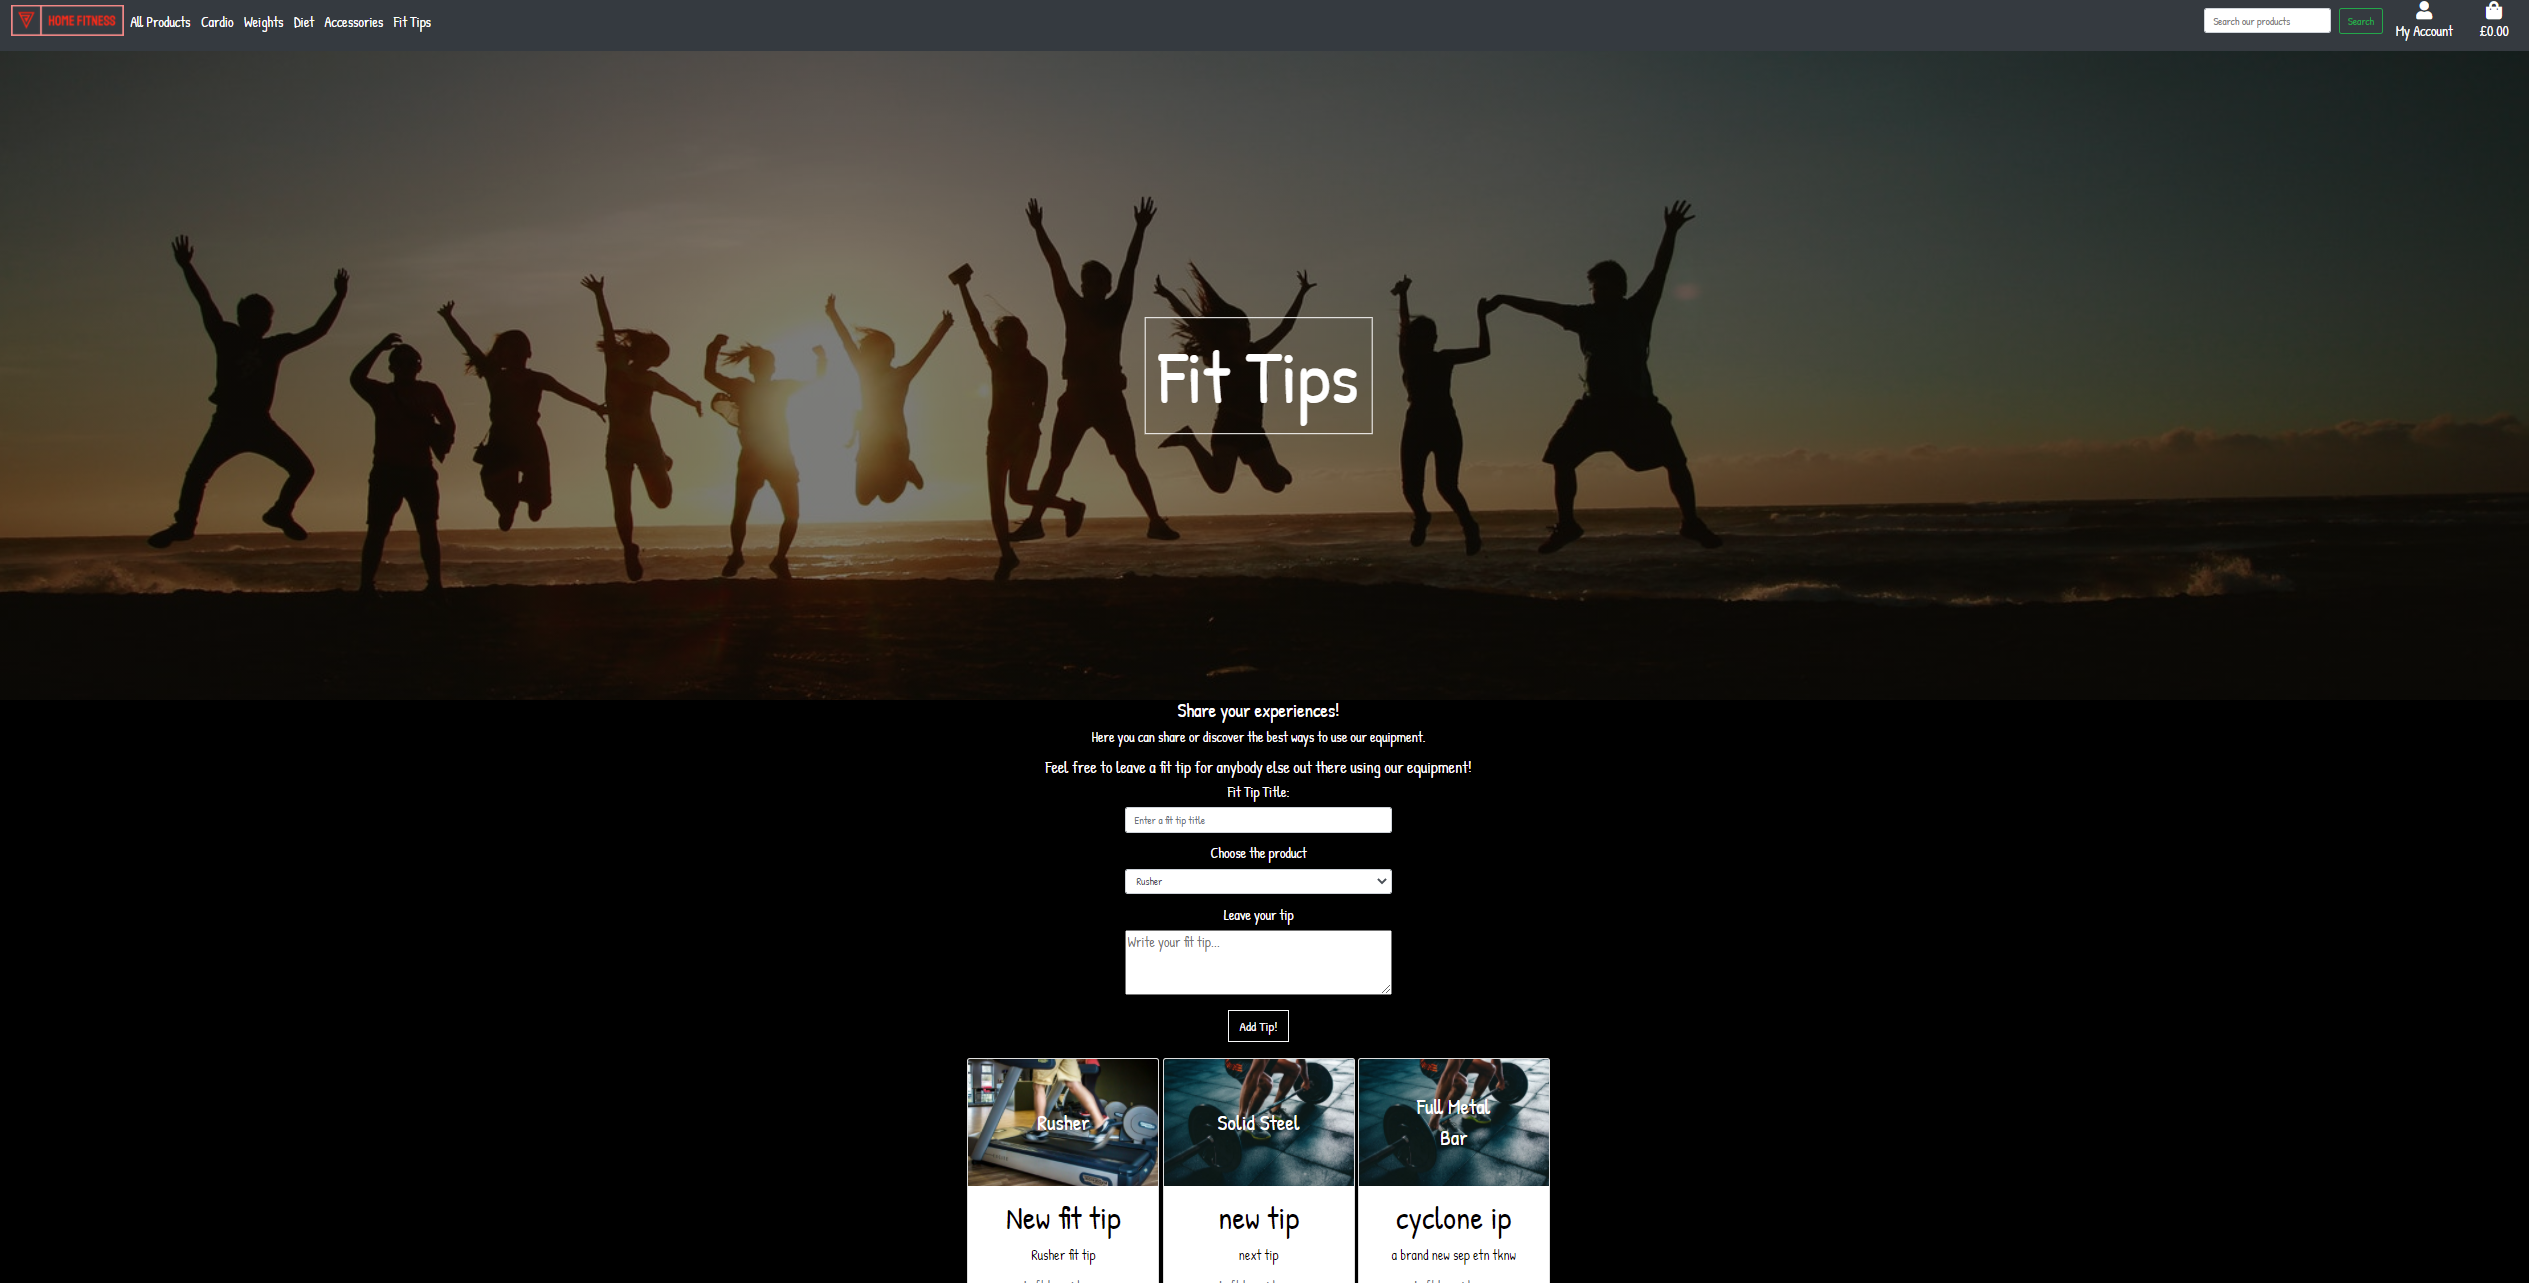 HOME FITNESS All Products Cardio Weights Diet Accessories Fit Tips
Search our products Search My Account £0.00
Fit Tips
Share your experiences!
Here you can share or discover the best ways to use our equipment.
Feel free to leave a fit tip for anybody else out there using our equipment!
Fit Tip Title:
Enter a fit tip title
Choose the product
Rusher
Leave your tip
Write your fit tip...
Add Tip!
Rusher
Solid Steel
Full Metal
Bar
New fit tip
Rusher fit tip
new tip
next tip
cyclone ip
a brand new sep etn tknw